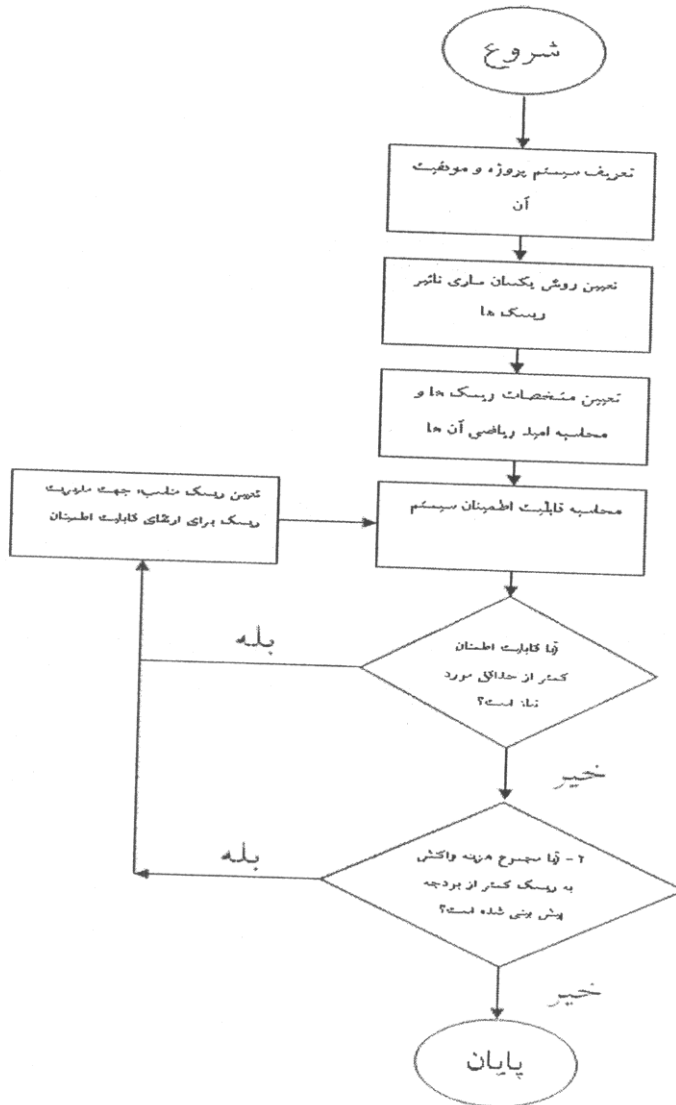 شروع
تعریف سیستم پروژه و موفقیت
آن
تعیین روش یکسان سازی تاثیر
ریسک ها
تعیین مشخصات ریسک ها و
محاسبه امید ریاضی آن ها
محاسبه قابلیت اطمینان سیستم
تعیین ریسک مناسب جهت مدیریت
ریسک برای ارتقای قابلیت اطمینان
آیا قابلیت اطمینان
کمتر از حداقل مورد
نیاز است؟
بله
خیر
۲- آیا مجموع هزینه واکنش
به ریسک کمتر از بودجه
پیش بینی شده است؟
بله
خیر
پایان